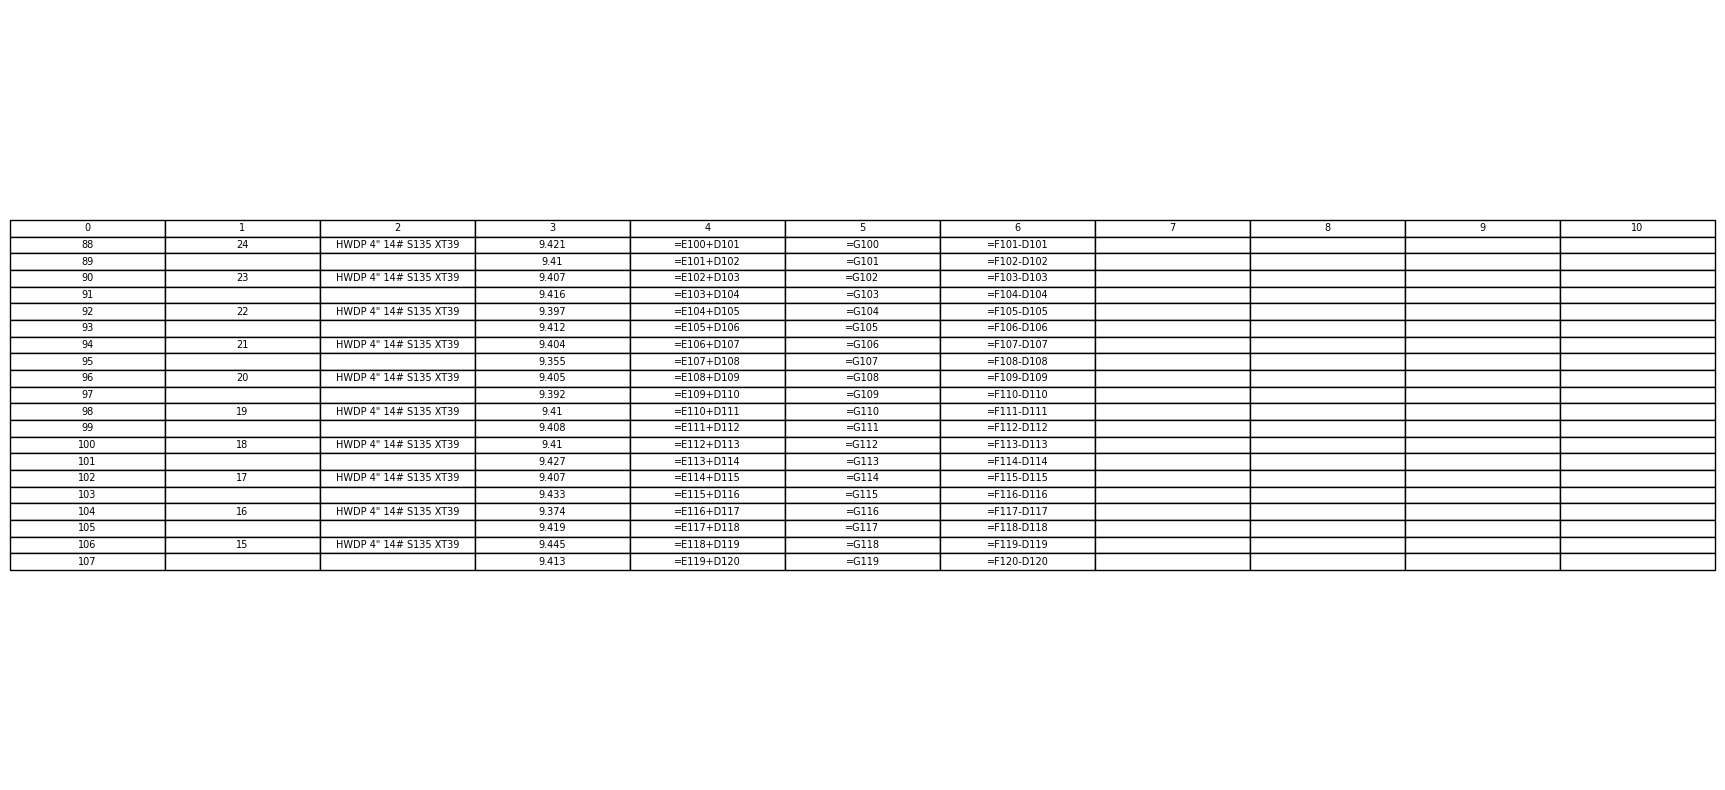 0 1 2 3 4 5 6 7 8 9 10
88 24 HWDP 4" 14# S135 XT39 9.421 =E100+D101 =G100 =F101-D101
89 9.41 =E101+D102 =G101 =F102-D102
90 23 HWDP 4" 14# S135 XT39 9.407 =E102+D103 =G102 =F103-D103
91 9.416 =E103+D104 =G103 =F104-D104
92 22 HWDP 4" 14# S135 XT39 9.397 =E104+D105 =G104 =F105-D105
93 9.412 =E105+D106 =G105 =F106-D106
94 21 HWDP 4" 14# S135 XT39 9.404 =E106+D107 =G106 =F107-D107
95 9.355 =E107+D108 =G107 =F108-D108
96 20 HWDP 4" 14# S135 XT39 9.405 =E108+D109 =G108 =F109-D109
97 9.392 =E109+D110 =G109 =F110-D110
98 19 HWDP 4" 14# S135 XT39 9.41 =E110+D111 =G110 =F111-D111
99 9.408 =E111+D112 =G111 =F112-D112
100 18 HWDP 4" 14# S135 XT39 9.41 =E112+D113 =G112 =F113-D113
101 9.427 =E113+D114 =G113 =F114-D114
102 17 HWDP 4" 14# S135 XT39 9.407 =E114+D115 =G114 =F115-D115
103 9.433 =E115+D116 =G115 =F116-D116
104 16 HWDP 4" 14# S135 XT39 9.374 =E116+D117 =G116 =F117-D117
105 9.419 =E117+D118 =G117 =F118-D118
106 15 HWDP 4" 14# S135 XT39 9.445 =E118+D119 =G118 =F119-D119
107 9.413 =E119+D120 =G119 =F120-D120